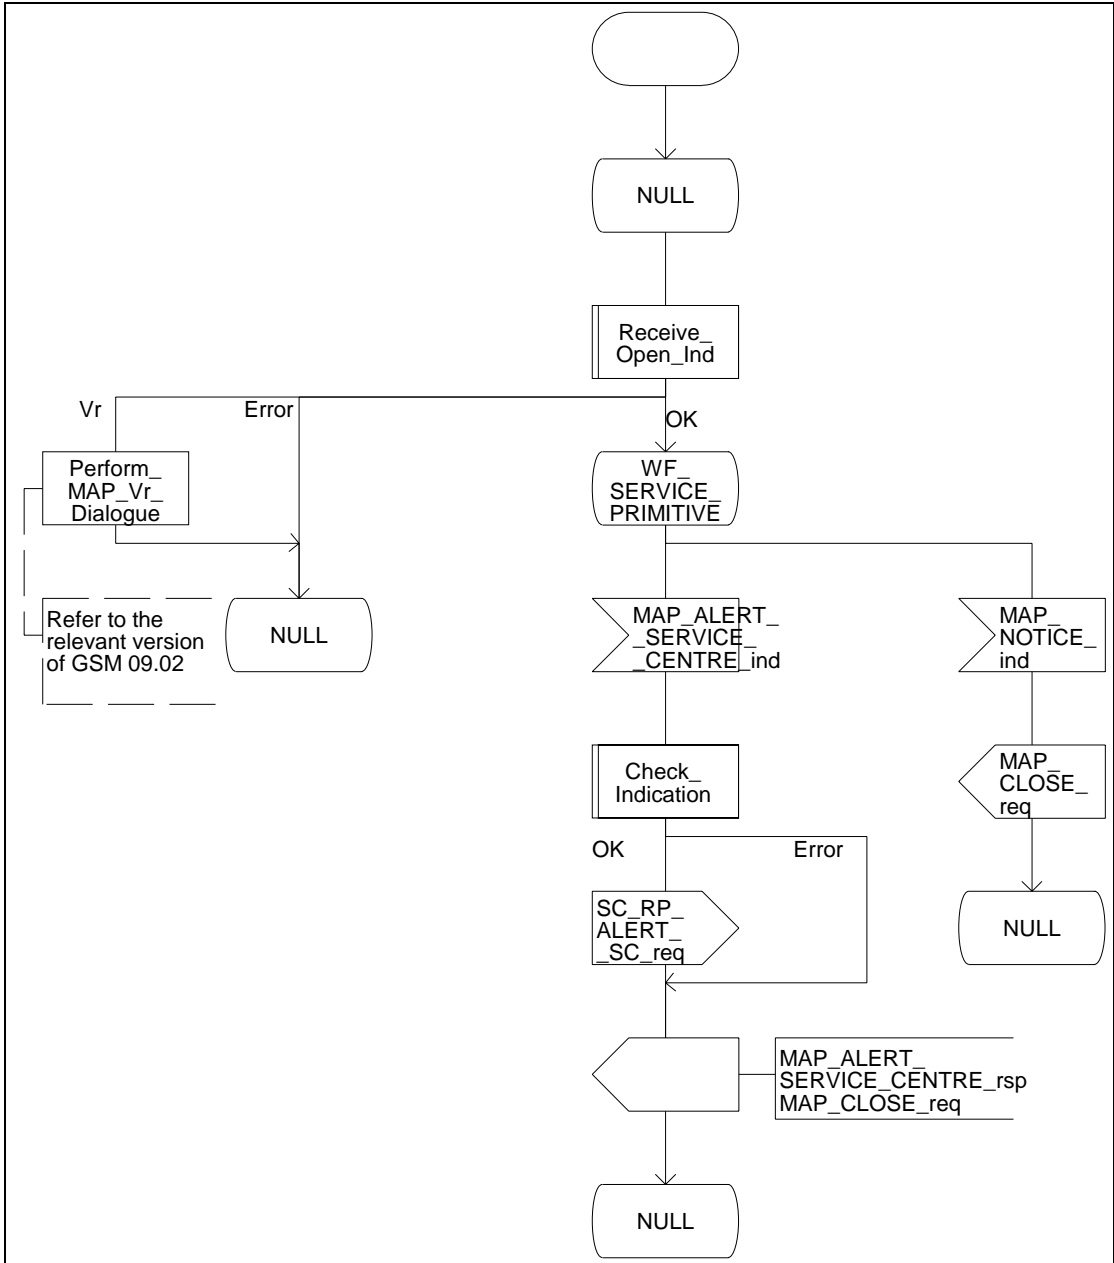 NULL
Receive_
Open_Ind
Vr
Error
OK
Perform_
MAP_Vr_
Dialogue
WF_
SERVICE_
PRIMITIVE
Refer to the
relevant version
of GSM 09.02
NULL
MAP_ALERT_
_SERVICE_
_CENTRE_ind
MAP_
NOTICE_
ind
Check_
Indication
MAP_
CLOSE_
req
OK
Error
SC_RP_
ALERT_
_SC_req
NULL
MAP_ALERT_
SERVICE_CENTRE_rsp
MAP_CLOSE_req
NULL